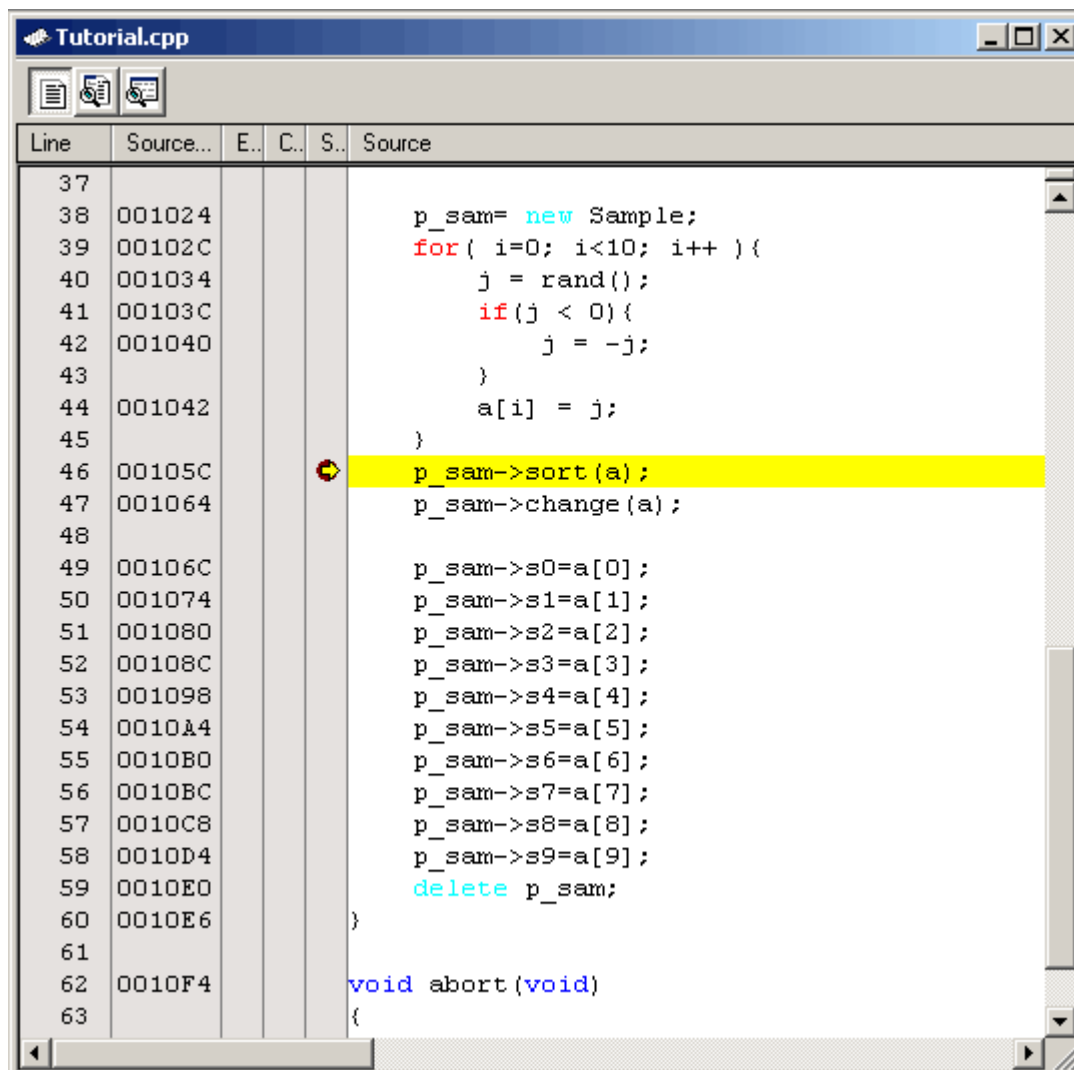 Tutorial.cpp
Line Source... E.. C.. S.. Source
37
38 001024 p_sam= new Sample;
39 00102C for( i=0; i<10; i++ ){
40 001034 j = rand();
41 00103C if(j < 0){
42 001040 j = -j;
43 }
44 001042 a[i] = j;
45 }
46 00105C p_sam->sort(a);
47 001064 p_sam->change(a);
48
49 00106C p_sam->s0=a[0];
50 001074 p_sam->s1=a[1];
51 001080 p_sam->s2=a[2];
52 00108C p_sam->s3=a[3];
53 001098 p_sam->s4=a[4];
54 0010A4 p_sam->s5=a[5];
55 0010B0 p_sam->s6=a[6];
56 0010BC p_sam->s7=a[7];
57 0010C8 p_sam->s8=a[8];
58 0010D4 p_sam->s9=a[9];
59 0010E0 delete p_sam;
60 0010E6 }
61
62 0010F4 void abort(void)
63 {